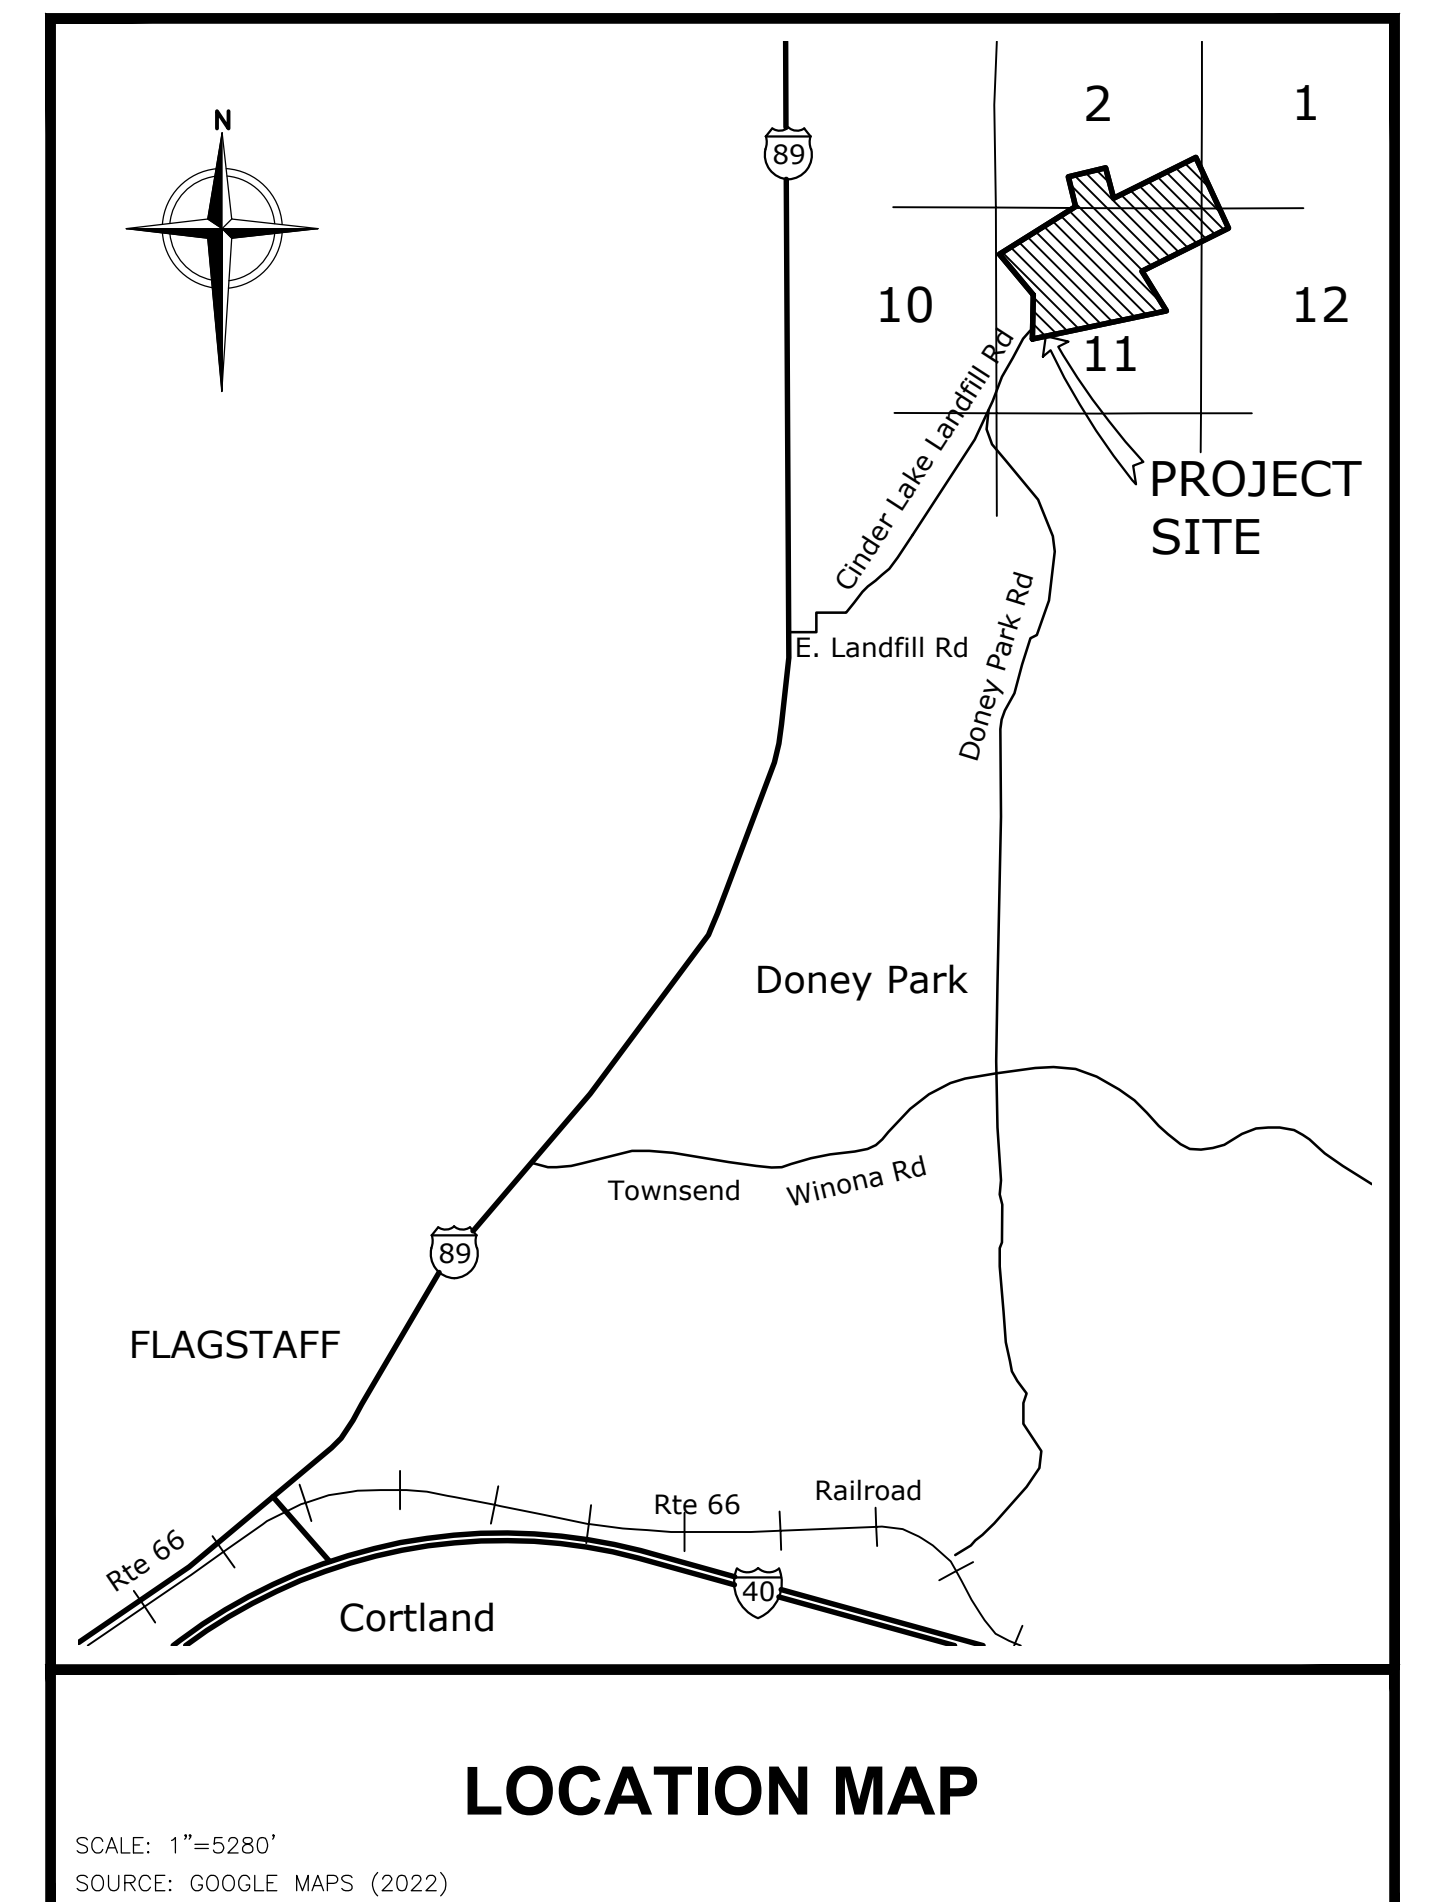 N
2
1
89
10
12
11
Cinder Lake Landfill Rd
PROJECT
SITE
E. Landfill Rd
Doney Park Rd
Doney Park
Townsend Winona Rd
89
FLAGSTAFF
Rte 66
Railroad
Rte 66
40
Cortland
LOCATION MAP
SCALE: 1"=5280'
SOURCE: GOOGLE MAPS (2022)